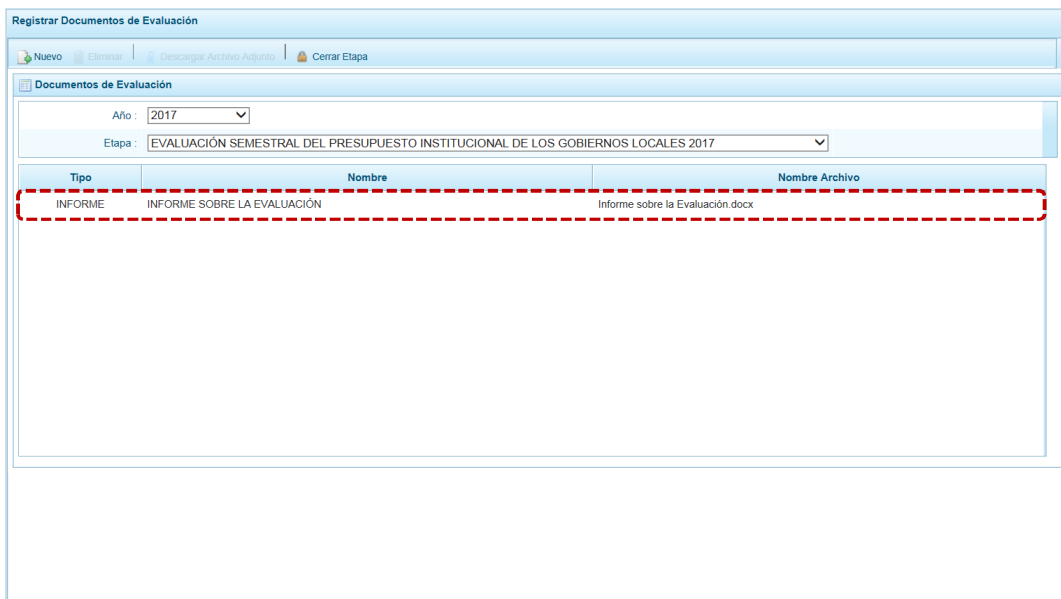 Registrar Documentos de Evaluación
Nuevo Eliminar Descargar Archivo Adjunto Cerrar Etapa
Documentos de Evaluación
Año : 2017
Etapa : EVALUACIÓN SEMESTRAL DEL PRESUPUESTO INSTITUCIONAL DE LOS GOBIERNOS LOCALES 2017
Tipo Nombre Nombre Archivo
INFORME INFORME SOBRE LA EVALUACIÓN Informe sobre la Evaluación.docx